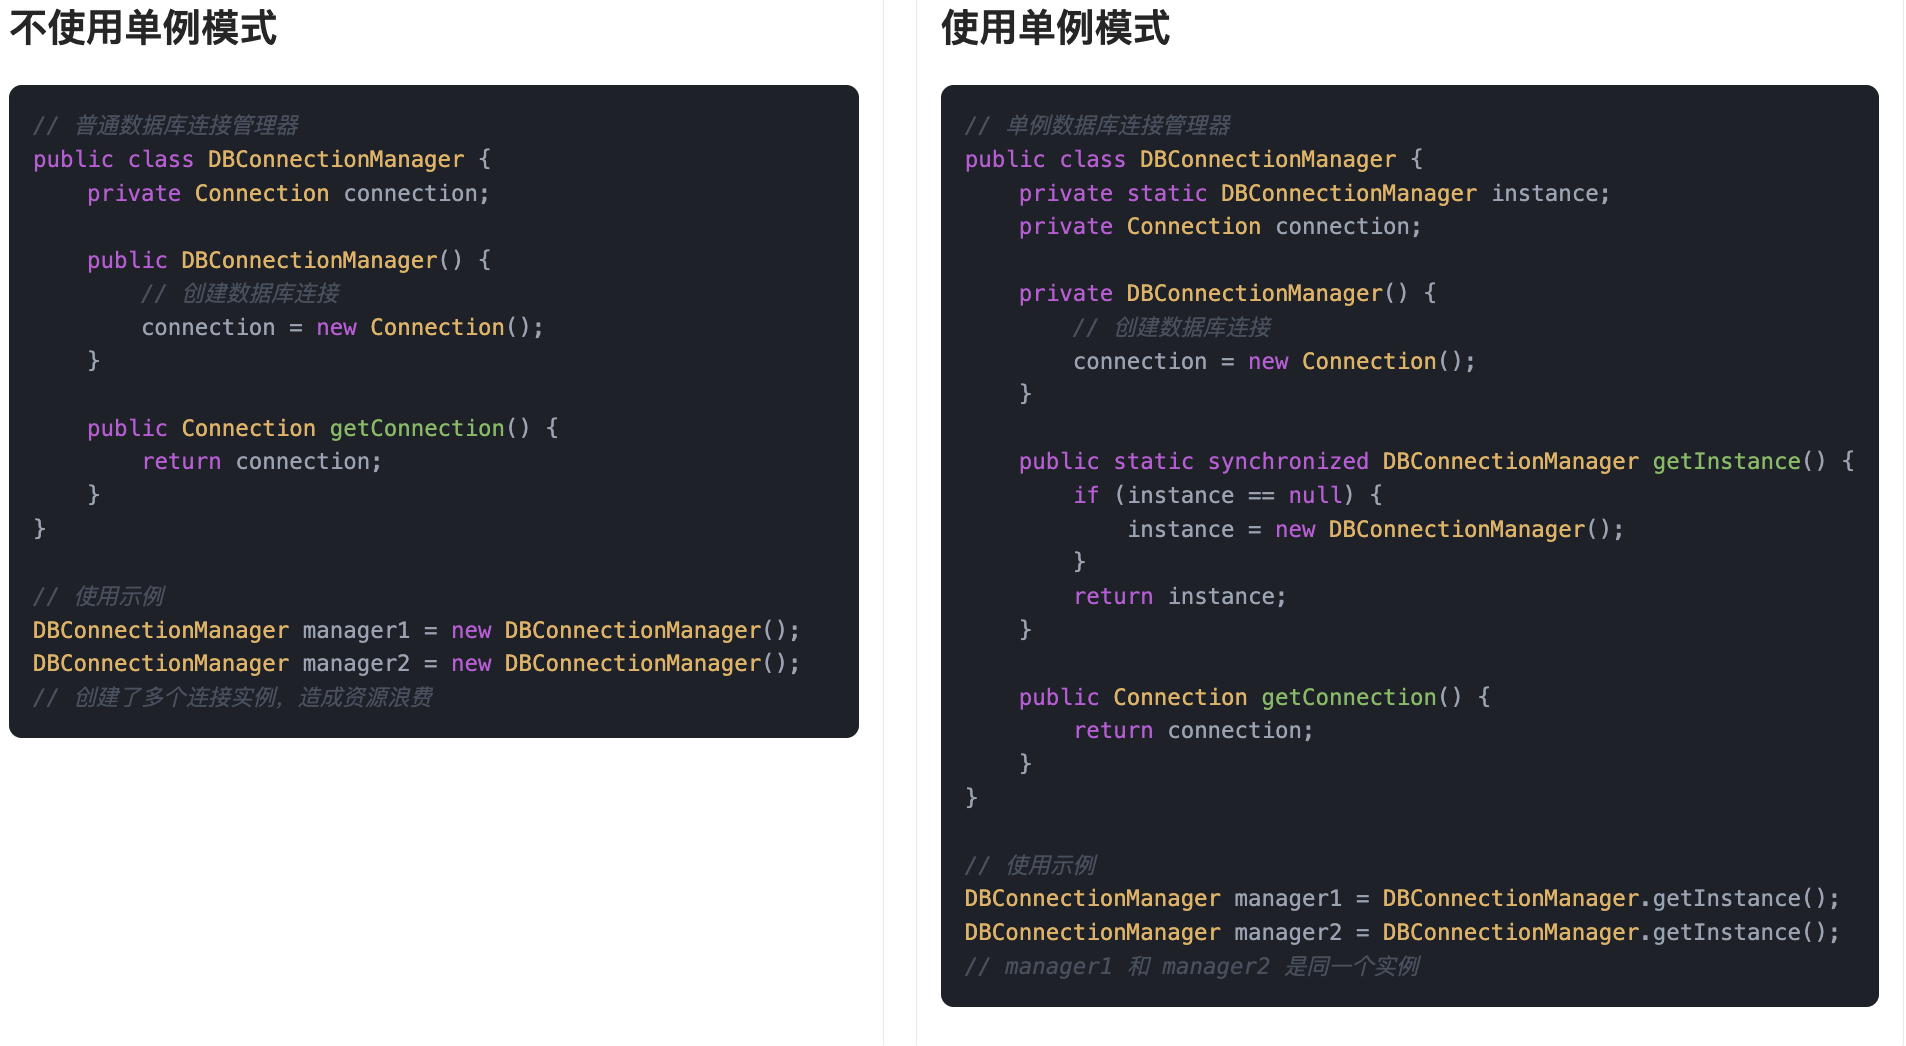 不使用单例模式
// 普通数据库连接管理器
public class DBConnectionManager {
    private Connection connection;

    public DBConnectionManager() {
        // 创建数据库连接
        connection = new Connection();
    }

    public Connection getConnection() {
        return connection;
    }
}

// 使用示例
DBConnectionManager manager1 = new DBConnectionManager();
DBConnectionManager manager2 = new DBConnectionManager();
// 创建了多个连接实例，造成资源浪费
使用单例模式
// 单例数据库连接管理器
public class DBConnectionManager {
    private static DBConnectionManager instance;
    private Connection connection;

    private DBConnectionManager() {
        // 创建数据库连接
        connection = new Connection();
    }

    public static synchronized DBConnectionManager getInstance() {
        if (instance == null) {
            instance = new DBConnectionManager();
        }
        return instance;
    }

    public Connection getConnection() {
        return connection;
    }
}

// 使用示例
DBConnectionManager manager1 = DBConnectionManager.getInstance();
DBConnectionManager manager2 = DBConnectionManager.getInstance();
// manager1 和 manager2 是同一个实例